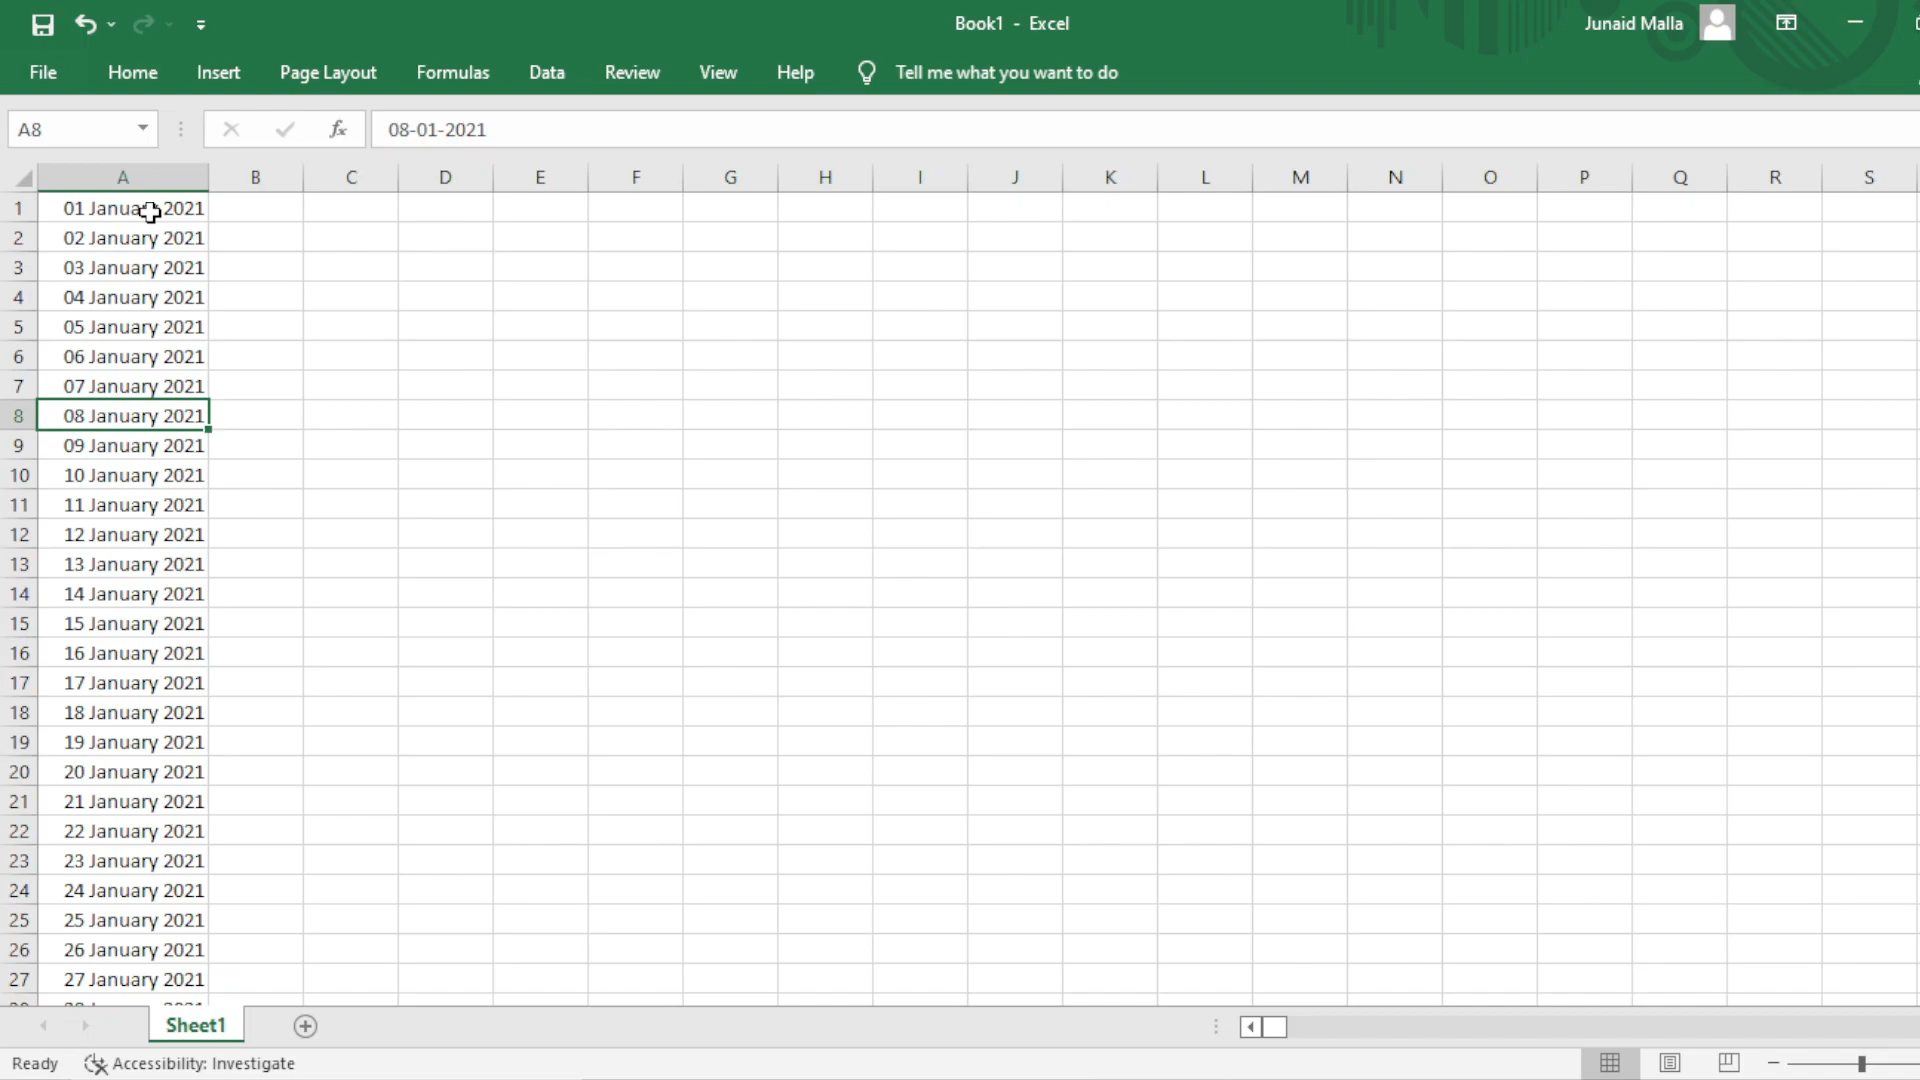 Book1 - Excel
Junaid Malla
File Home Insert Page Layout Formulas Data Review View Help Tell me what you want to do
A8 fx 08-01-2021
A B C D E F G H I J K L M N O P Q R S
1 01 January 2021
2 02 January 2021
3 03 January 2021
4 04 January 2021
5 05 January 2021
6 06 January 2021
7 07 January 2021
8 08 January 2021
9 09 January 2021
10 10 January 2021
11 11 January 2021
12 12 January 2021
13 13 January 2021
14 14 January 2021
15 15 January 2021
16 16 January 2021
17 17 January 2021
18 18 January 2021
19 19 January 2021
20 20 January 2021
21 21 January 2021
22 22 January 2021
23 23 January 2021
24 24 January 2021
25 25 January 2021
26 26 January 2021
27 27 January 2021
Sheet1
Ready Accessibility: Investigate